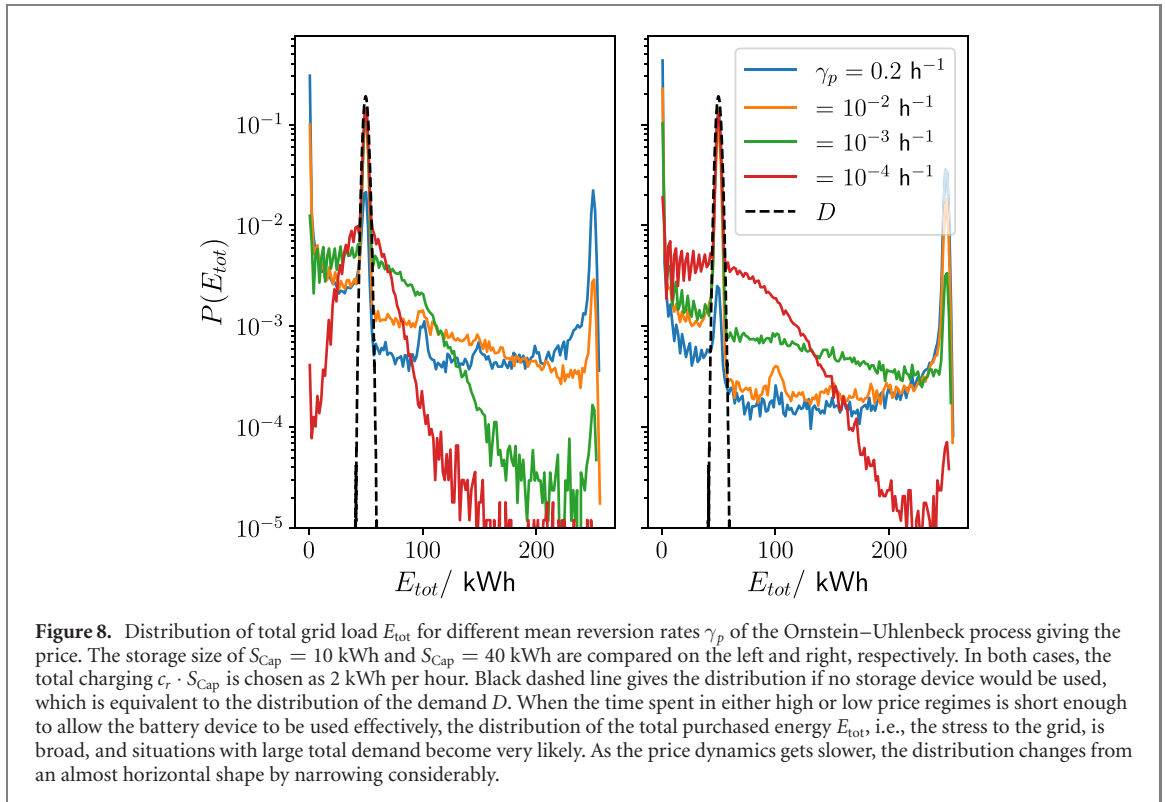 10⁻¹
10⁻²
10⁻³
10⁻⁴
10⁻⁵
P(E_tot)
0 100 200
E_tot/ kWh
0 100 200
E_tot/ kWh
γ_p = 0.2 h⁻¹
= 10⁻² h⁻¹
= 10⁻³ h⁻¹
= 10⁻⁴ h⁻¹
D
Figure 8. Distribution of total grid load E_tot for different mean reversion rates γ_p of the Ornstein–Uhlenbeck process giving the
price. The storage size of S_Cap = 10 kWh and S_Cap = 40 kWh are compared on the left and right, respectively. In both cases, the
total charging c_r · S_Cap is chosen as 2 kWh per hour. Black dashed line gives the distribution if no storage device would be used,
which is equivalent to the distribution of the demand D. When the time spent in either high or low price regimes is short enough
to allow the battery device to be used effectively, the distribution of the total purchased energy E_tot, i.e., the stress to the grid, is
broad, and situations with large total demand become very likely. As the price dynamics gets slower, the distribution changes from
an almost horizontal shape by narrowing considerably.